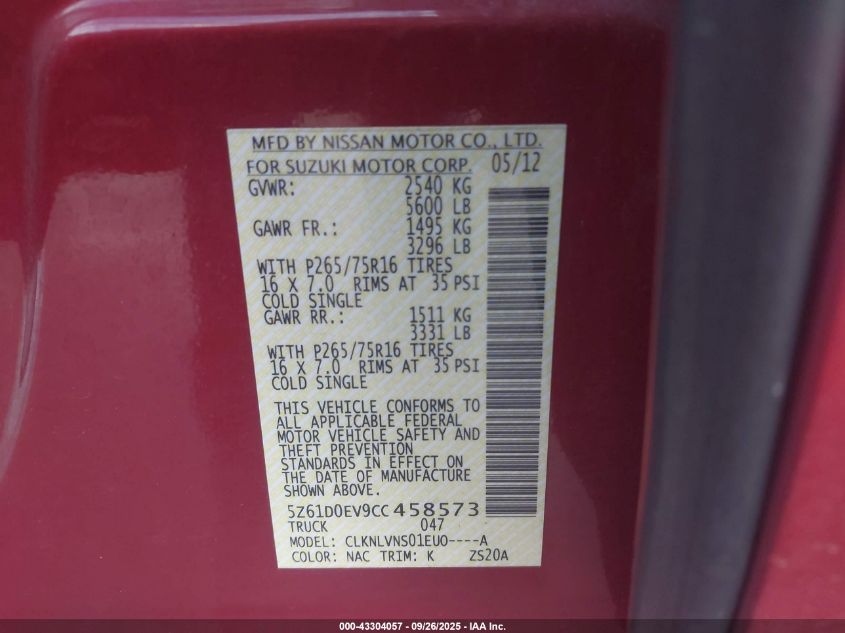 MFD BY NISSAN MOTOR CO., LTD.
FOR SUZUKI MOTOR CORP. 05/12
GVWR: 2540 KG
5600 LB
GAWR FR.: 1495 KG
3296 LB
WITH P265/75R16 TIRES
16 X 7.0 RIMS AT 35 PSI
COLD SINGLE
GAWR RR.: 1511 KG
3331 LB
WITH P265/75R16 TIRES
16 X 7.0 RIMS AT 35 PSI
COLD SINGLE
THIS VEHICLE CONFORMS TO
ALL APPLICABLE FEDERAL
MOTOR VEHICLE SAFETY AND
THEFT PREVENTION
STANDARDS IN EFFECT ON
THE DATE OF MANUFACTURE
SHOWN ABOVE.
5Z61D0EV9CC458573
TRUCK 047
MODEL: CLKNLVNS01EU0----A
COLOR: NAC TRIM: K ZS20A
000-43304057 - 09/26/2025 - IAA Inc.